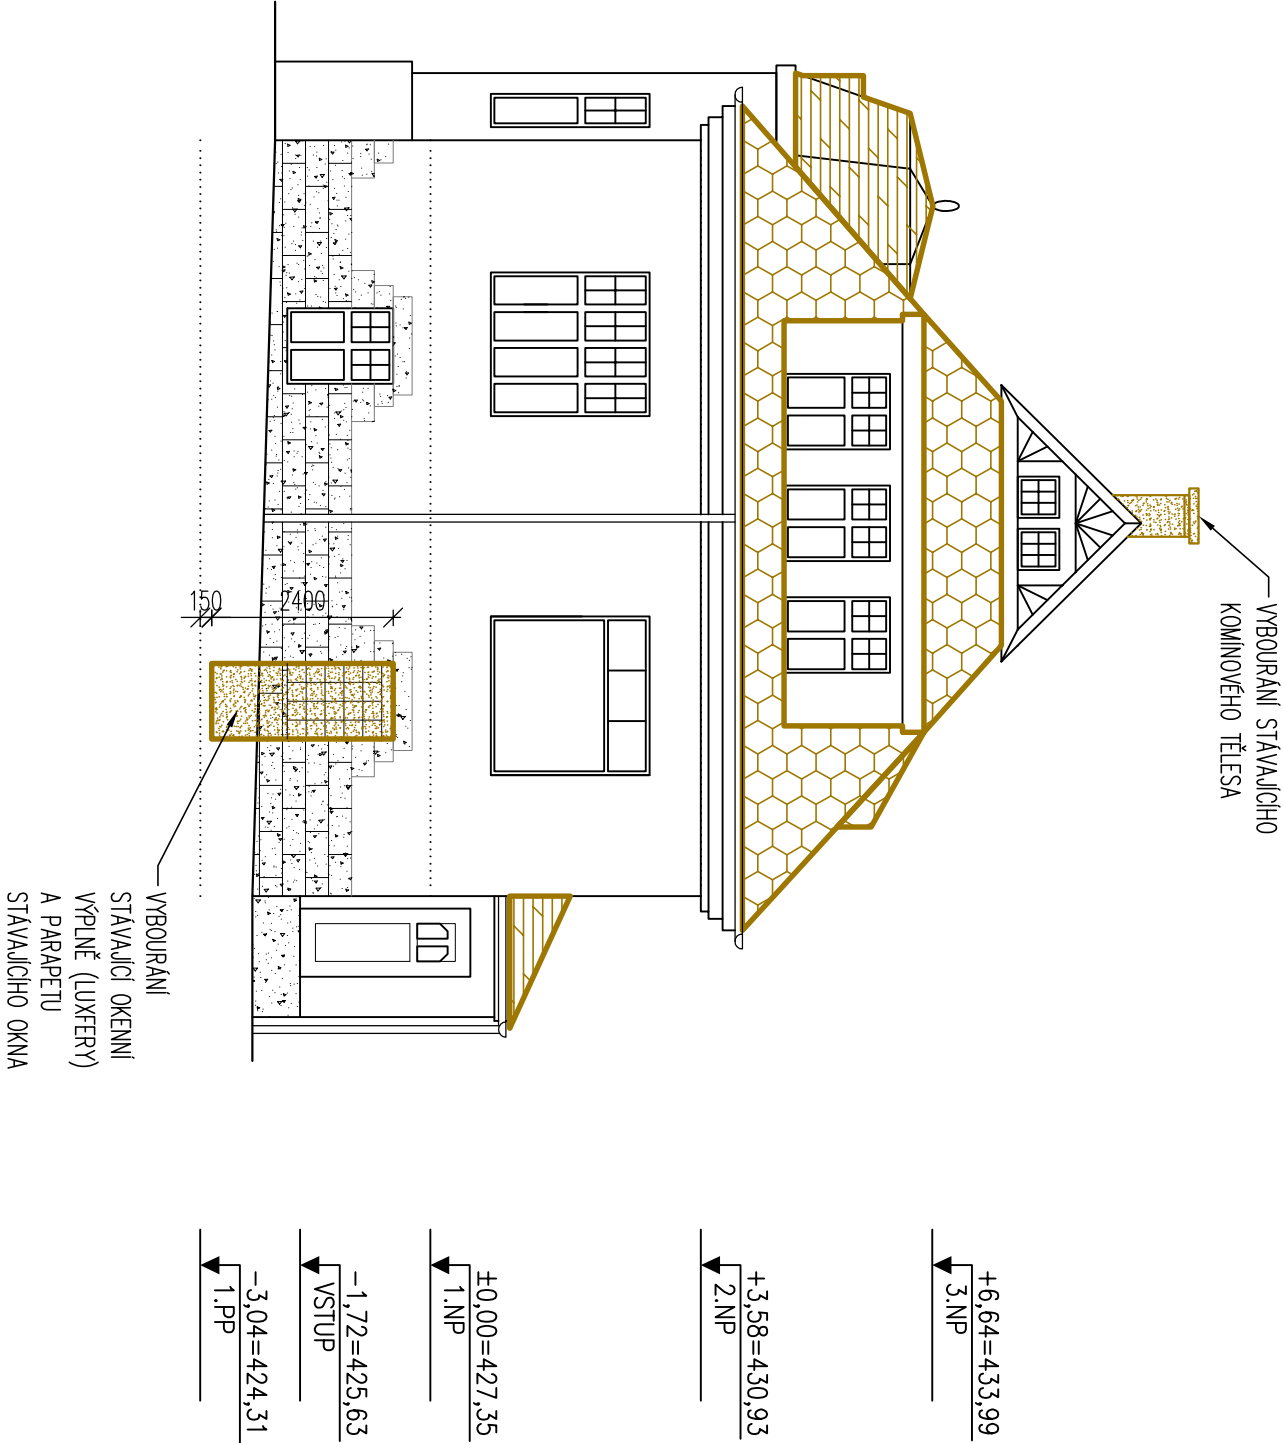 VYBOURÁNÍ STÁVAJÍCÍHO
KOMÍNOVÉHO TĚLESA
150
2400
VYBOURÁNÍ
STÁVAJÍCÍ OKENNÍ
VÝPLNĚ (LUXFERY)
A PARAPETU
STÁVAJÍCÍHO OKNA
+6,64=433,99
3.NP
+3,58=430,93
2.NP
±0,00=427,35
1.NP
-1,72=425,63
VSTUP
-3,04=424,31
1.PP